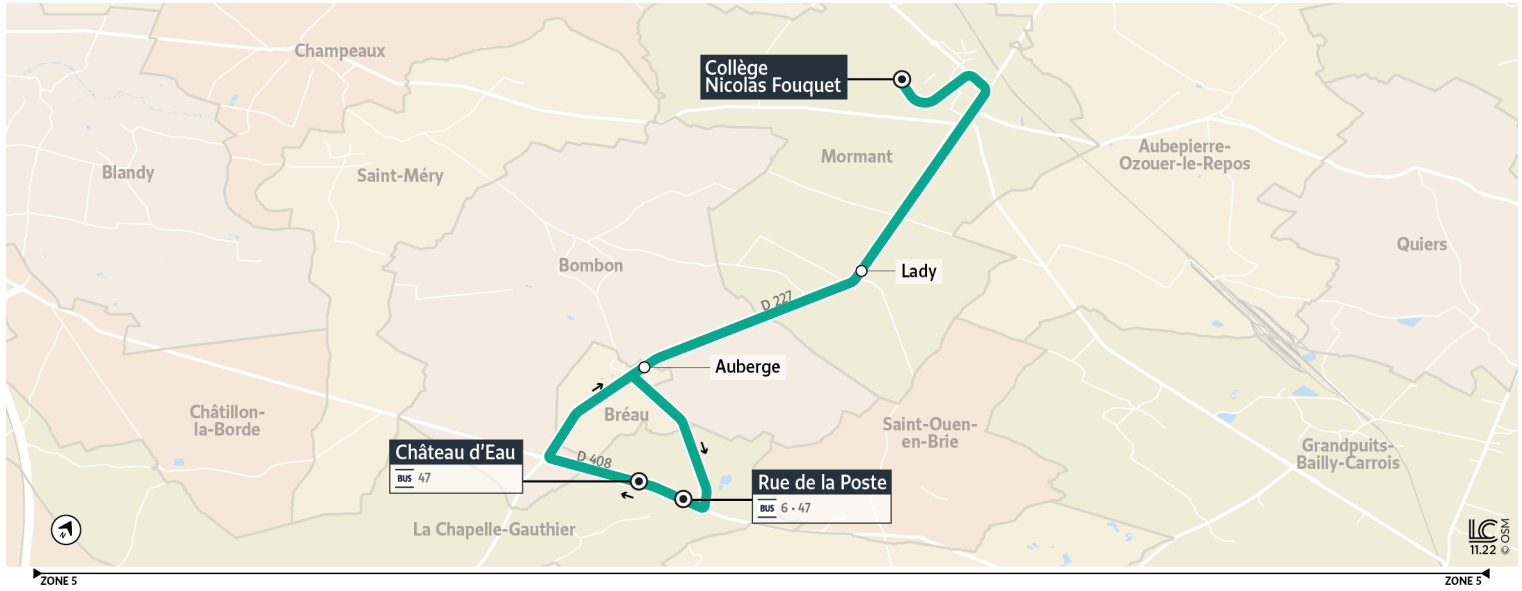 Champeaux
Collège
Nicolas Fouquet
Blandy
Saint-Méry
Mormant
Aubepierre-
Ozouer-le-Repos
Bombon
Quiers
Lady
D 227
Auberge
Châtillon-
la-Borde
Bréau
Saint-Ouen-
en-Brie
Grandpuits-
Bailly-Carrois
Château d'Eau
BUS 47
D 408
Rue de la Poste
BUS 6 • 47
La Chapelle-Gauthier
N
LC
11.22 © OSM
ZONE 5
ZONE 5